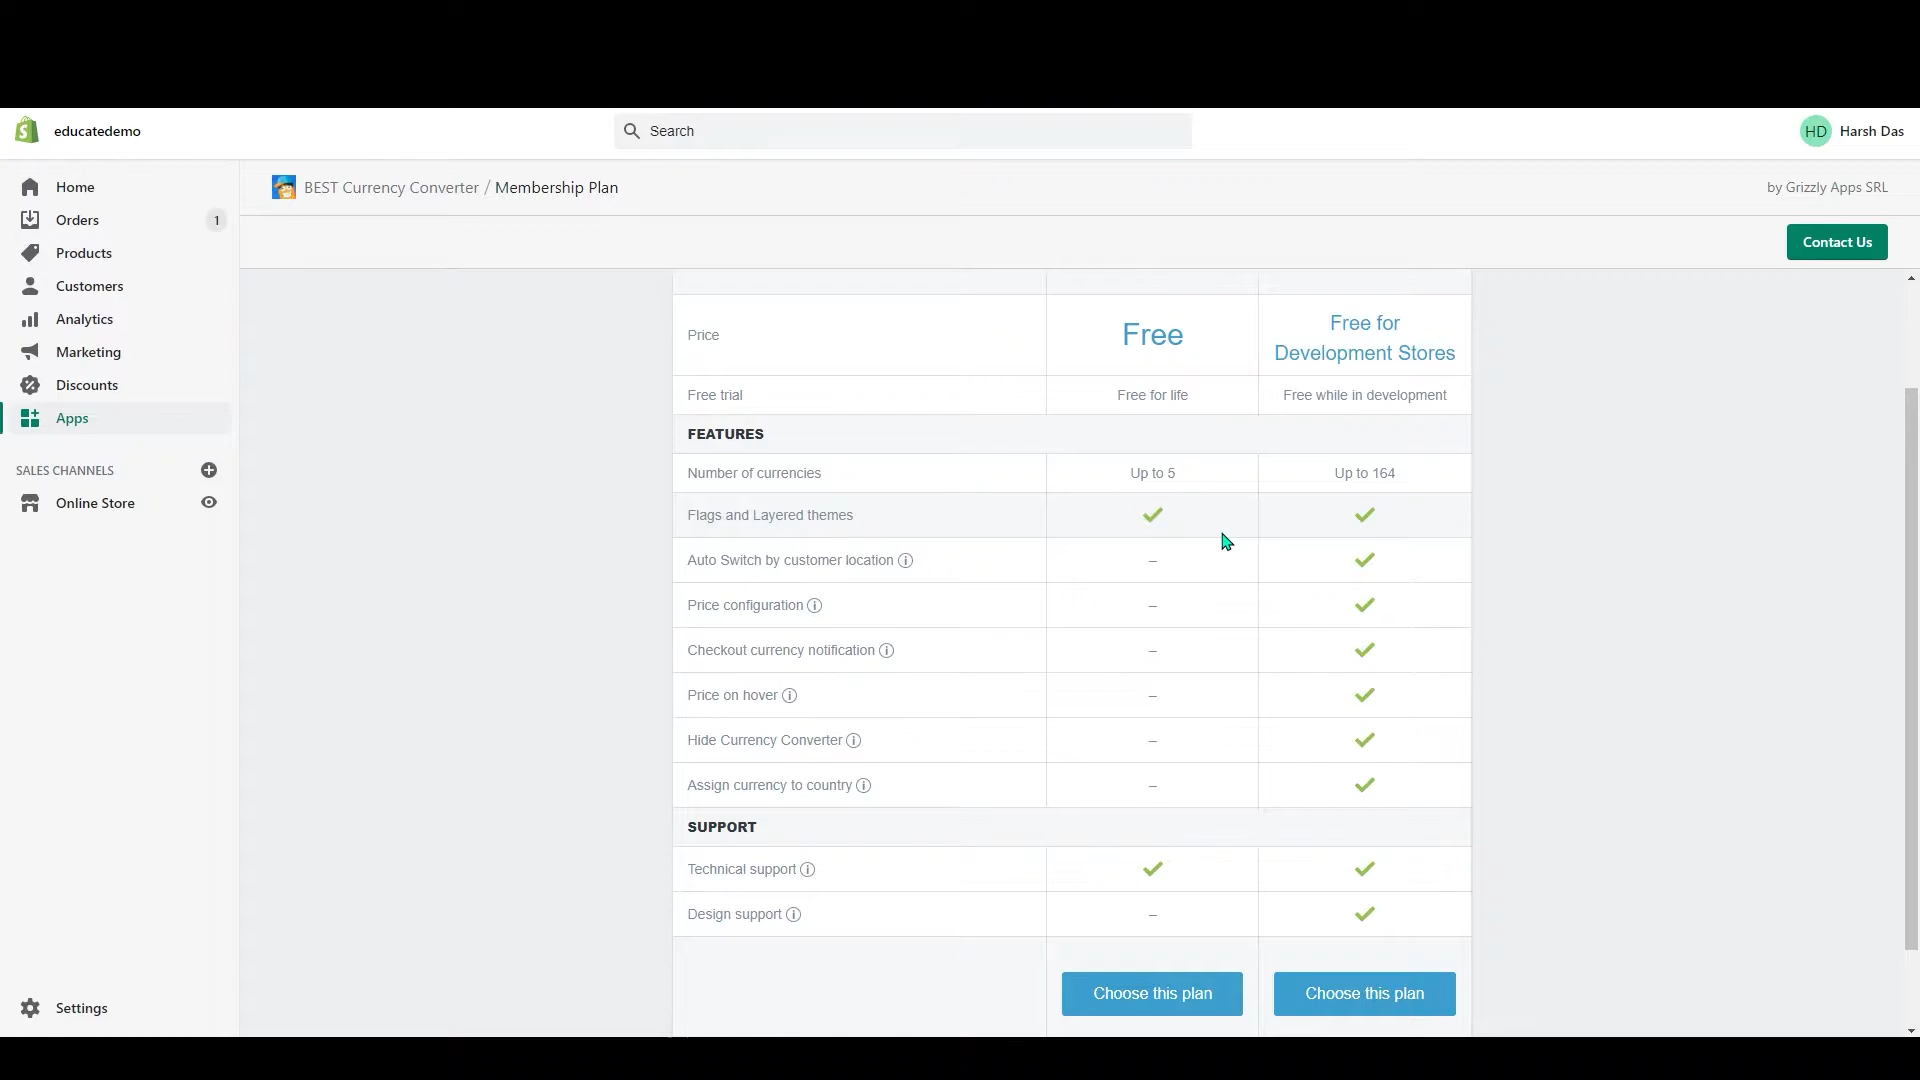 educatedemo
Search
HD
Harsh Das
Home
Orders
1
Products
Customers
Analytics
Marketing
Discounts
Apps
SALES CHANNELS
Online Store
Settings
BEST Currency Converter / Membership Plan
by Grizzly Apps SRL
Contact Us
Price
Free
Free for
Development Stores
Free trial
Free for life
Free while in development
FEATURES
Number of currencies
Up to 5
Up to 164
Flags and Layered themes
Auto Switch by customer location
–
Price configuration
–
Checkout currency notification
–
Price on hover
–
Hide Currency Converter
–
Assign currency to country
–
SUPPORT
Technical support
Design support
–
Choose this plan
Choose this plan